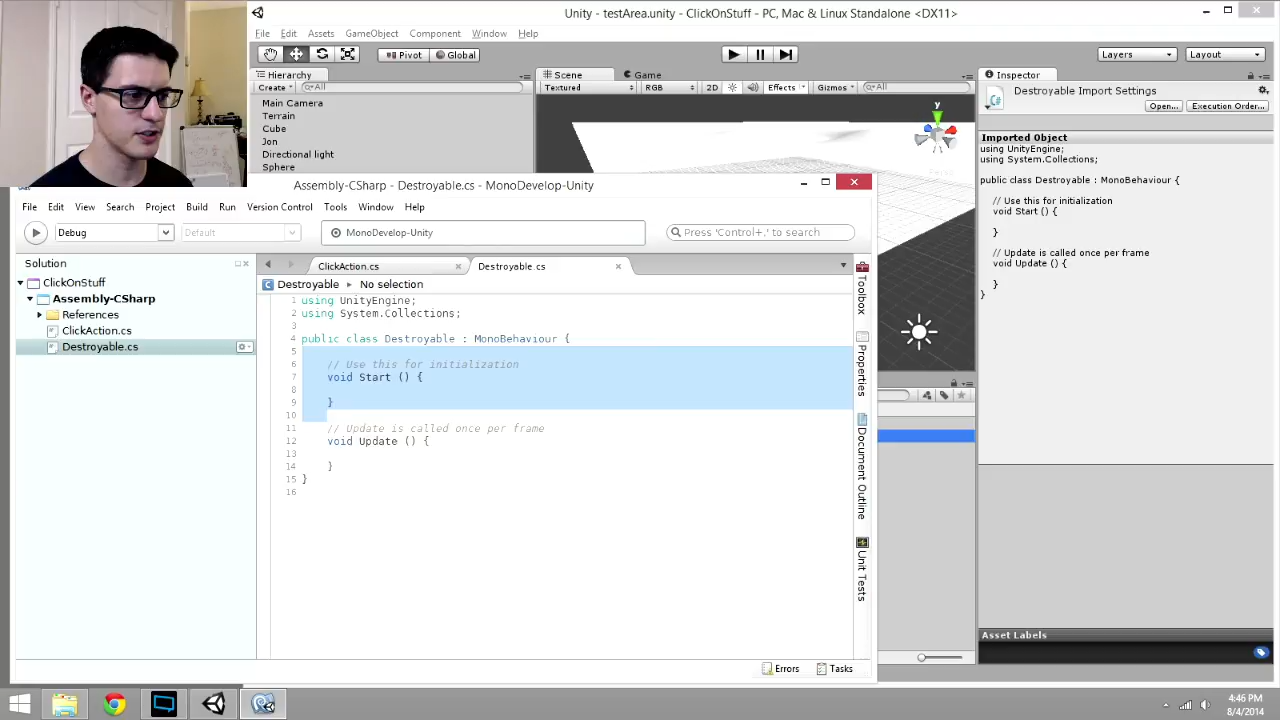 Unity - testArea.unity - ClickOnStuff - PC, Mac & Linux Standalone <DX11>
File Edit Assets GameObject Component Window Help
Pivot Global Layers Layout
Hierarchy
Create All
Main Camera
Terrain
Cube
Jon
Directional light
Sphere
Scene Game
Textured RGB 2D Effects Gizmos All
y
Inspector
Destroyable Import Settings
Open... Execution Order...
Imported Object
using UnityEngine;
using System.Collections;
public class Destroyable : MonoBehaviour {
// Use this for initialization
void Start () {
}
// Update is called once per frame
void Update () {
}
}
Asset Labels
Assembly-CSharp - Destroyable.cs - MonoDevelop-Unity
File Edit View Search Project Build Run Version Control Tools Window Help
Debug Default MonoDevelop-Unity Press 'Control+,' to search
Solution
ClickOnStuff
Assembly-CSharp
References
ClickAction.cs
Destroyable.cs
ClickAction.cs Destroyable.cs
Destroyable No selection
1 using UnityEngine;
2 using System.Collections;
3
4 public class Destroyable : MonoBehaviour {
5
6 // Use this for initialization
7 void Start () {
8
9 }
10
11 // Update is called once per frame
12 void Update () {
13
14 }
15 }
16
Toolbox
Properties
Document Outline
Unit Tests
Errors Tasks
4:46 PM
8/4/2014